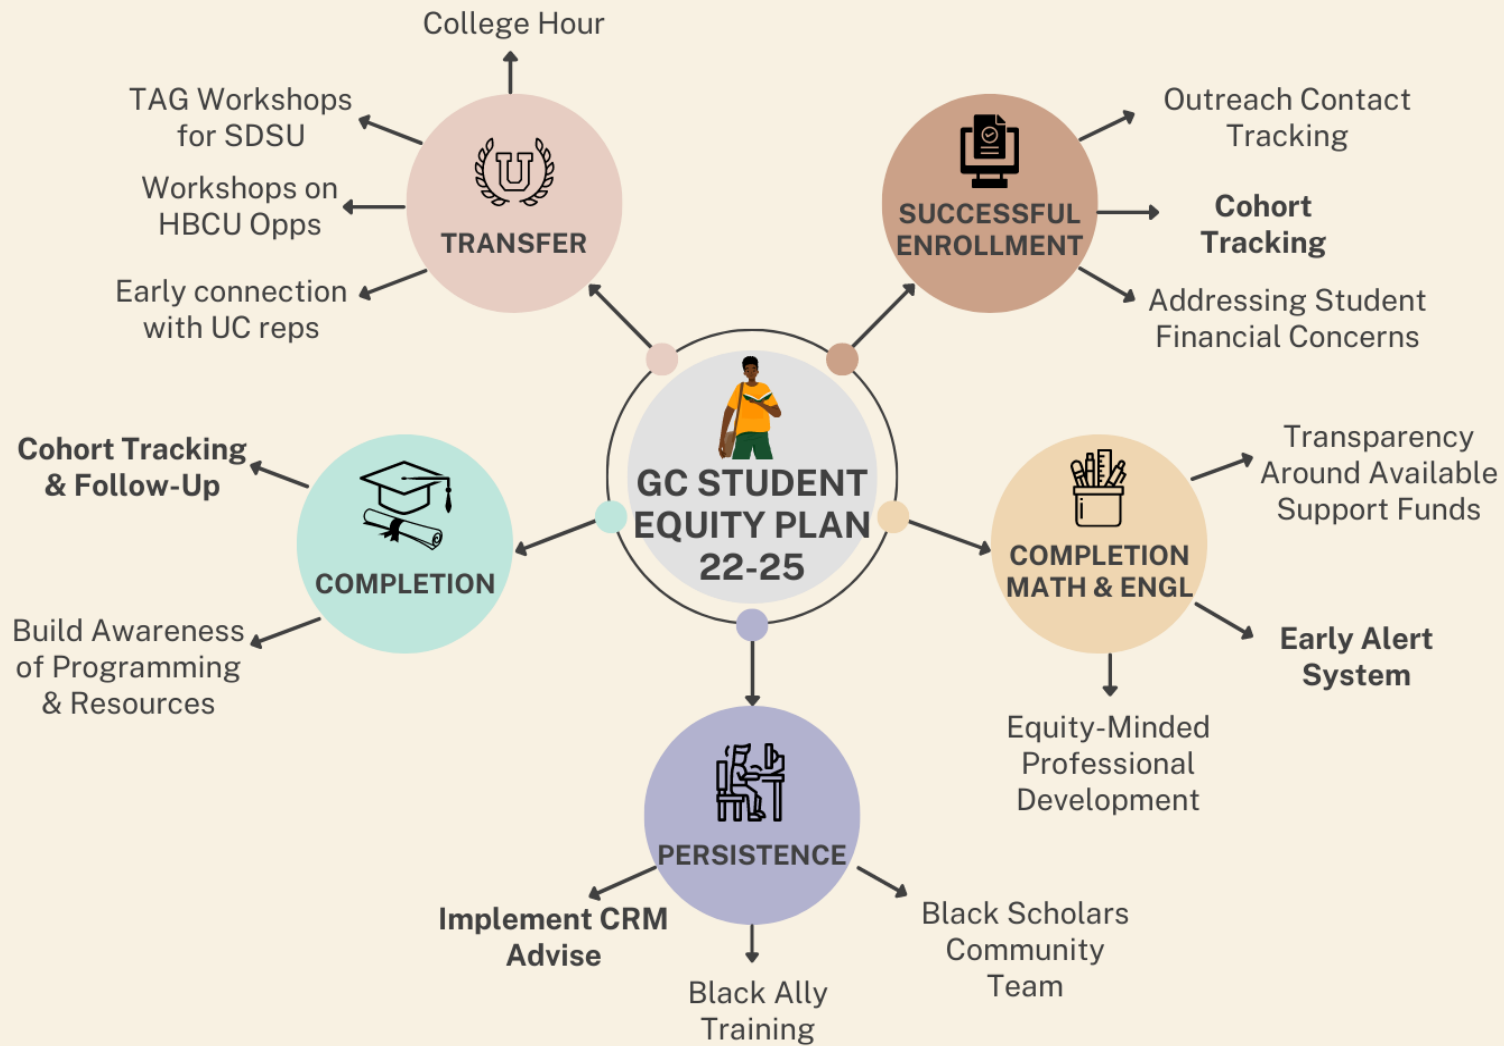 College Hour
TAG Workshops
for SDSU
Workshops on
HBCU Opps
Early connection
with UC reps
U
TRANSFER
SUCCESSFUL
ENROLLMENT
Outreach Contact
Tracking
Cohort
Tracking
Addressing Student
Financial Concerns
GC STUDENT
EQUITY PLAN
22-25
Cohort Tracking
& Follow-Up
COMPLETION
Build Awareness
of Programming
& Resources
COMPLETION
MATH & ENGL
Transparency
Around Available
Support Funds
Early Alert
System
Equity-Minded
Professional
Development
PERSISTENCE
Implement CRM
Advise
Black Ally
Training
Black Scholars
Community
Team